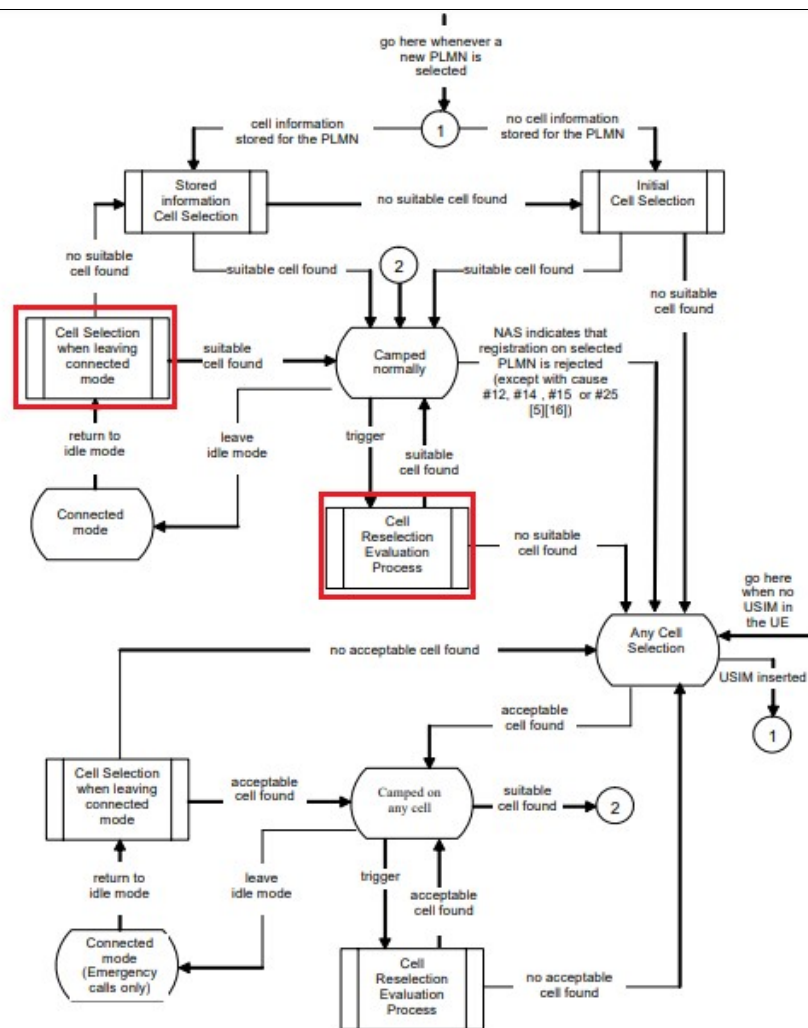 go here whenever a
new PLMN is
selected
1
cell information
stored for the PLMN
no cell information
stored for the PLMN
Stored
information
Cell Selection
no suitable cell found
Initial
Cell Selection
no suitable
cell found
suitable cell found
2
suitable cell found
no suitable
cell found
Cell Selection
when leaving
connected
mode
suitable
cell found
Camped
normally
NAS indicates that
registration on selected
PLMN is rejected
(except with cause
#12, #14 , #15 or #25
[5][16])
return to
idle mode
leave
idle mode
trigger
suitable
cell found
Connected
mode
Cell
Reselection
Evaluation
Process
no suitable
cell found
go here
when no
USIM in
the UE
Any Cell
Selection
no acceptable cell found
USIM inserted
1
acceptable
cell found
Cell Selection
when leaving
connected
mode
acceptable
cell found
Camped on
any cell
suitable
cell found
2
return to
idle mode
leave
idle mode
trigger
acceptable
cell found
Connected
mode
(Emergency
calls only)
Cell
Reselection
Evaluation
Process
no acceptable
cell found